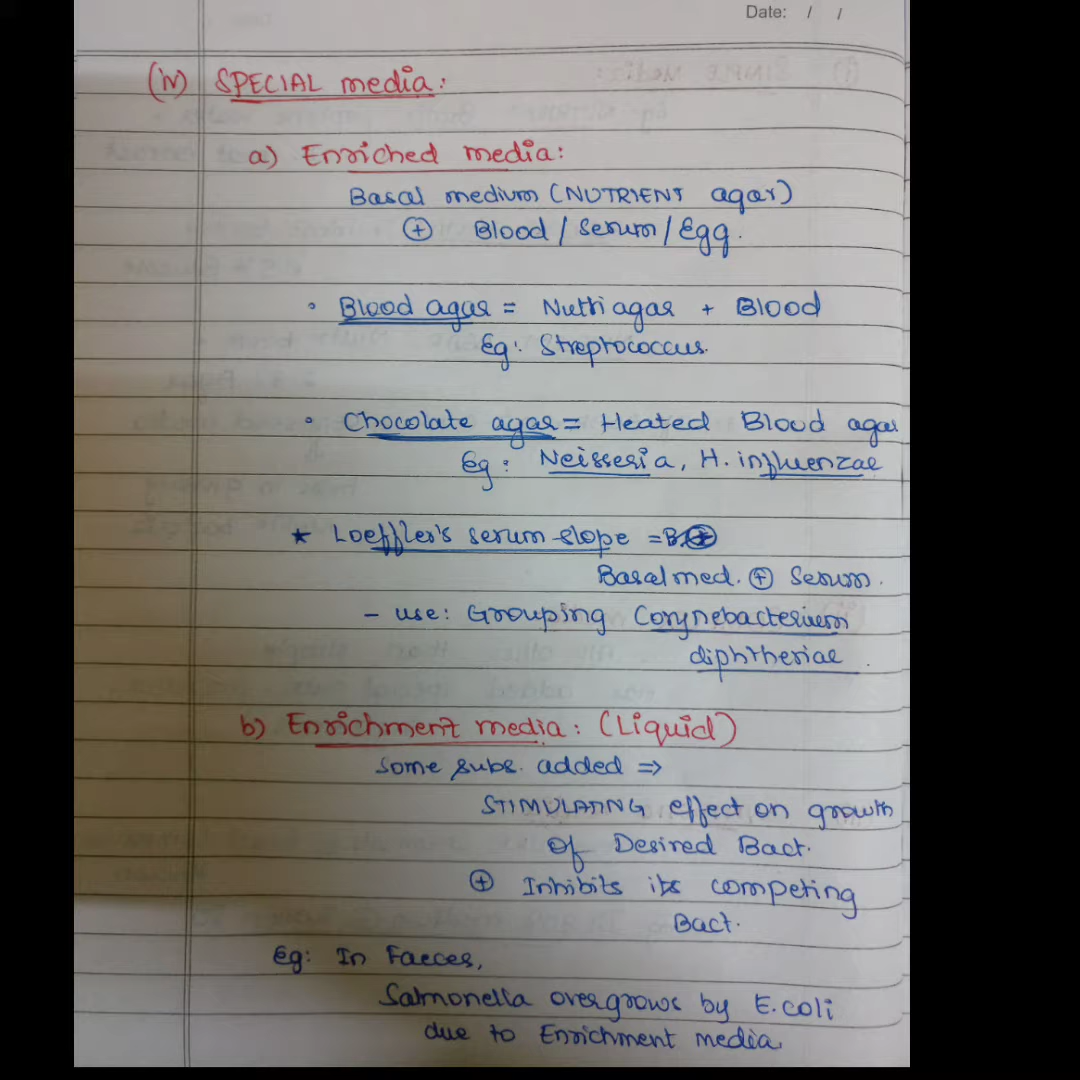 Date: / /
(iv) SPECIAL media:
a) Enriched media:
Basal medium (NUTRIENT agar)
⊕ Blood / Serum / Egg.
• Blood agar = Nutri agar + Blood
Eg: Streptococcus.
• Chocolate agar = Heated Blood agar
Eg: Neisseria, H. influenzae
★ Loeffler's serum slope = B
Basal med. ⊕ Serum.
- use: Grouping Corynebacterium
diphtheriae.
b) Enrichment media: (Liquid)
Some subs. added ⇒
STIMULATING effect on growth
of Desired Bact.
⊕ Inhibits its competing
Bact.
Eg: In Faeces,
Salmonella overgrows by E.coli
due to Enrichment media.